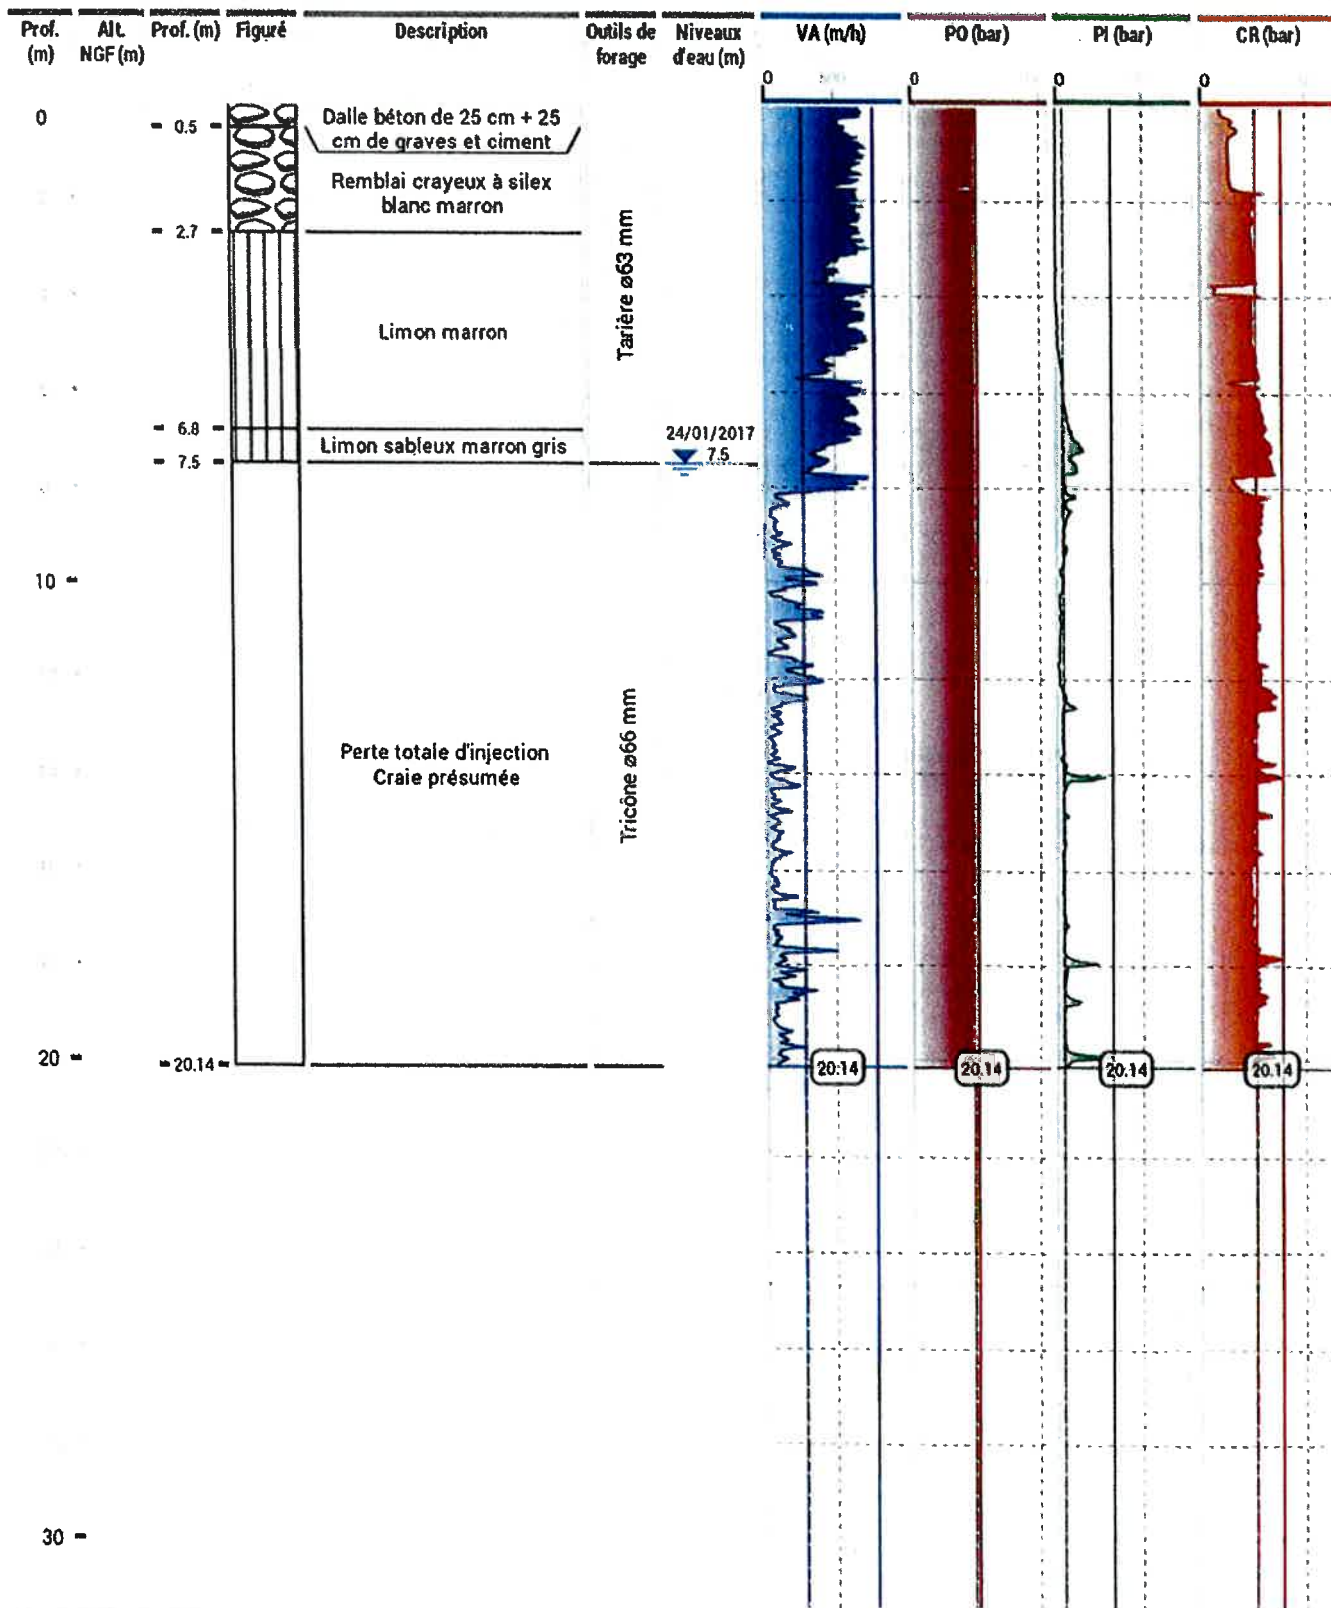 Prof. (m)
Alt. NGF (m)
Prof. (m)
Figuré
Description
Outils de forage
Niveaux d'eau (m)
VA (m/h)
PO (bar)
PI (bar)
CR (bar)
0
0
0
0
0
0.5
Dalle béton de 25 cm + 25
cm de graves et ciment
Remblai crayeux à silex
blanc marron
2.7
Tarière ø63 mm
Limon marron
6.8
Limon sableux marron gris
24/01/2017
7.5
7.5
10
Perte totale d'injection
Craie présumée
Tricône ø66 mm
20
20.14
20.14
20.14
20.14
20.14
30